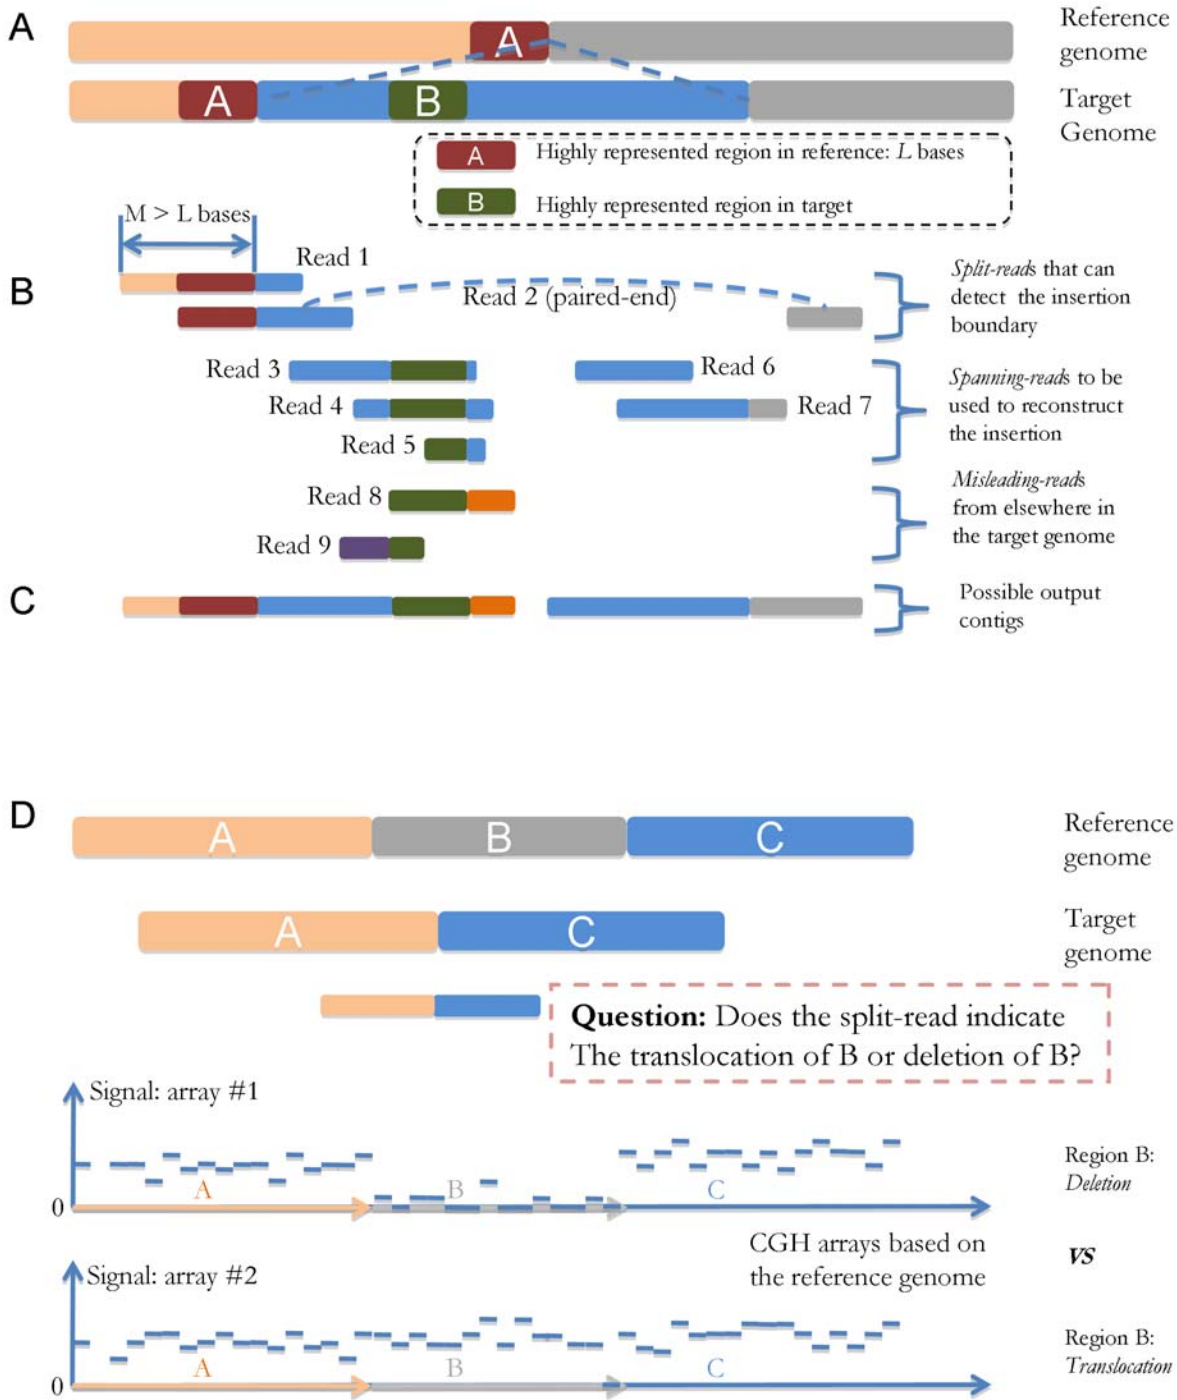 A
A
Reference
genome
A
B
Target
Genome
A
Highly represented region in reference: L bases
B
Highly represented region in target
M > L bases
Read 1
B
Read 2 (paired-end)
Split-reads that can
detect the insertion
boundary
Read 3
Read 6
Read 4
Read 7
Read 5
Spanning-reads to be
used to reconstruct
the insertion
Read 8
Read 9
Misleading-reads
from elsewhere in
the target genome
C
Possible output
contigs
D
A
B
C
Reference
genome
A
C
Target
genome
Question: Does the split-read indicate
The translocation of B or deletion of B?
Signal: array #1
A
B
C
0
Region B:
Deletion
CGH arrays based on
the reference genome
VS
Signal: array #2
A
B
C
0
Region B:
Translocation